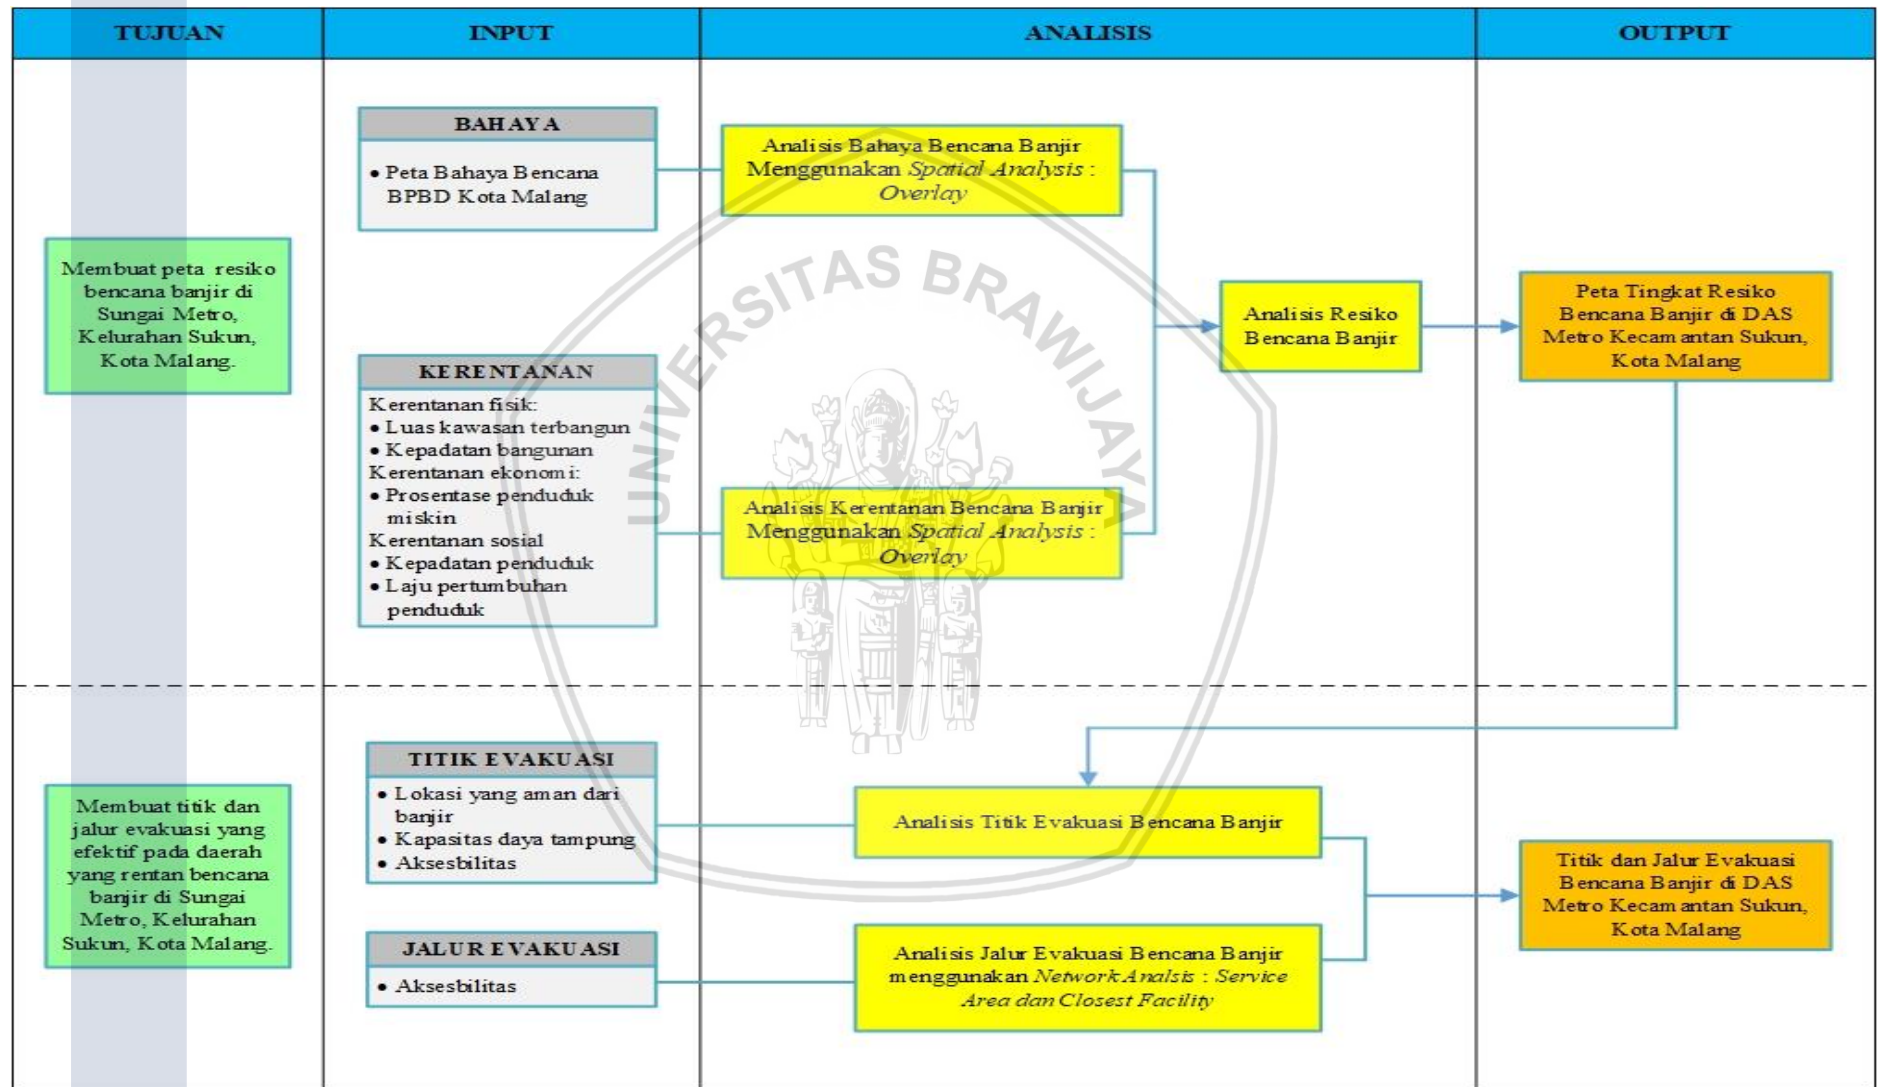 TUJUAN
INPUT
ANALISIS
OUTPUT
Membuat peta resiko
bencana banjir di
Sungai Metro,
Kelurahan Sukun,
Kota Malang.
BAHAYA
• Peta Bahaya Bencana
BPBD Kota Malang
KERENTANAN
Kerentanan fisik:
• Luas kawasan terbangun
• Kepadatan bangunan
Kerentanan ekonomi:
• Prosentase penduduk
miskin
Kerentanan sosial
• Kepadatan penduduk
• Laju pertumbuhan
penduduk
Analisis Bahaya Bencana Banjir
Menggunakan Spatial Analysis :
Overlay
Analisis Kerentanan Bencana Banjir
Menggunakan Spatial Analysis :
Overlay
Analisis Resiko
Bencana Banjir
Peta Tingkat Resiko
Bencana Banjir di DAS
Metro Kecamantan Sukun,
Kota Malang
UNIVERSITAS BRAWIJAYA
Membuat titik dan
jalur evakuasi yang
efektif pada daerah
yang rentan bencana
banjir di Sungai
Metro, Kelurahan
Sukun, Kota Malang.
TITIK EVAKUASI
• Lokasi yang aman dari
banjir
• Kapasitas daya tampung
• Aksesbilitas
JALUR EVAKUASI
• Aksesbilitas
Analisis Titik Evakuasi Bencana Banjir
Analisis Jalur Evakuasi Bencana Banjir
menggunakan Network Analsis : Service
Area dan Closest Facility
Titik dan Jalur Evakuasi
Bencana Banjir di DAS
Metro Kecamantan Sukun,
Kota Malang